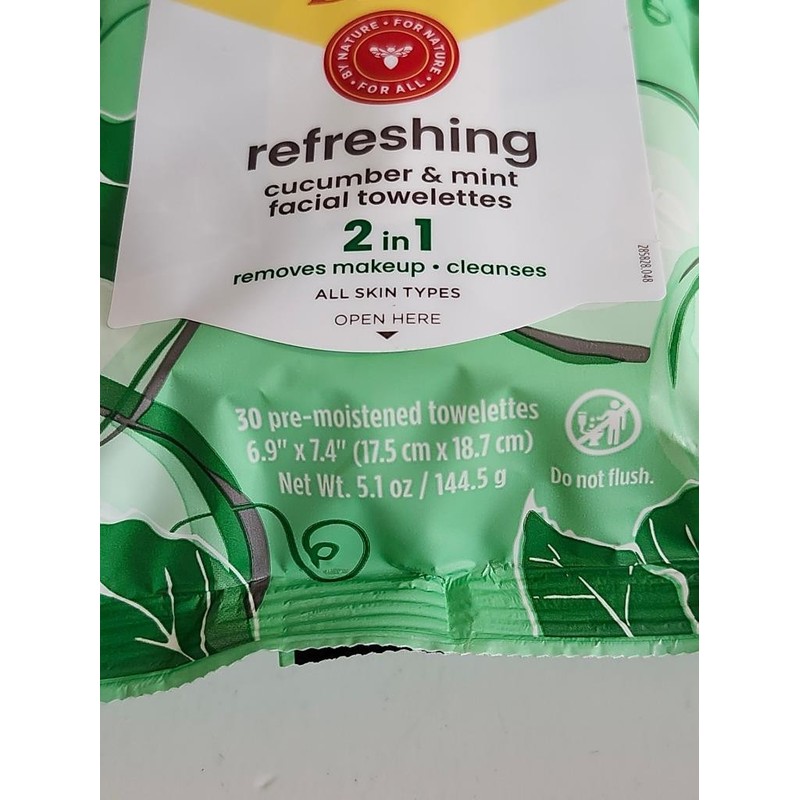 BY NATURE • FOR NATURE • FOR ALL •
refreshing
cucumber & mint
facial towelettes
2 in 1
removes makeup • cleanses
ALL SKIN TYPES
OPEN HERE
285828.048
30 pre-moistened towelettes
6.9" x 7.4" (17.5 cm x 18.7 cm)
Net Wt. 5.1 oz / 144.5 g
Do not flush.